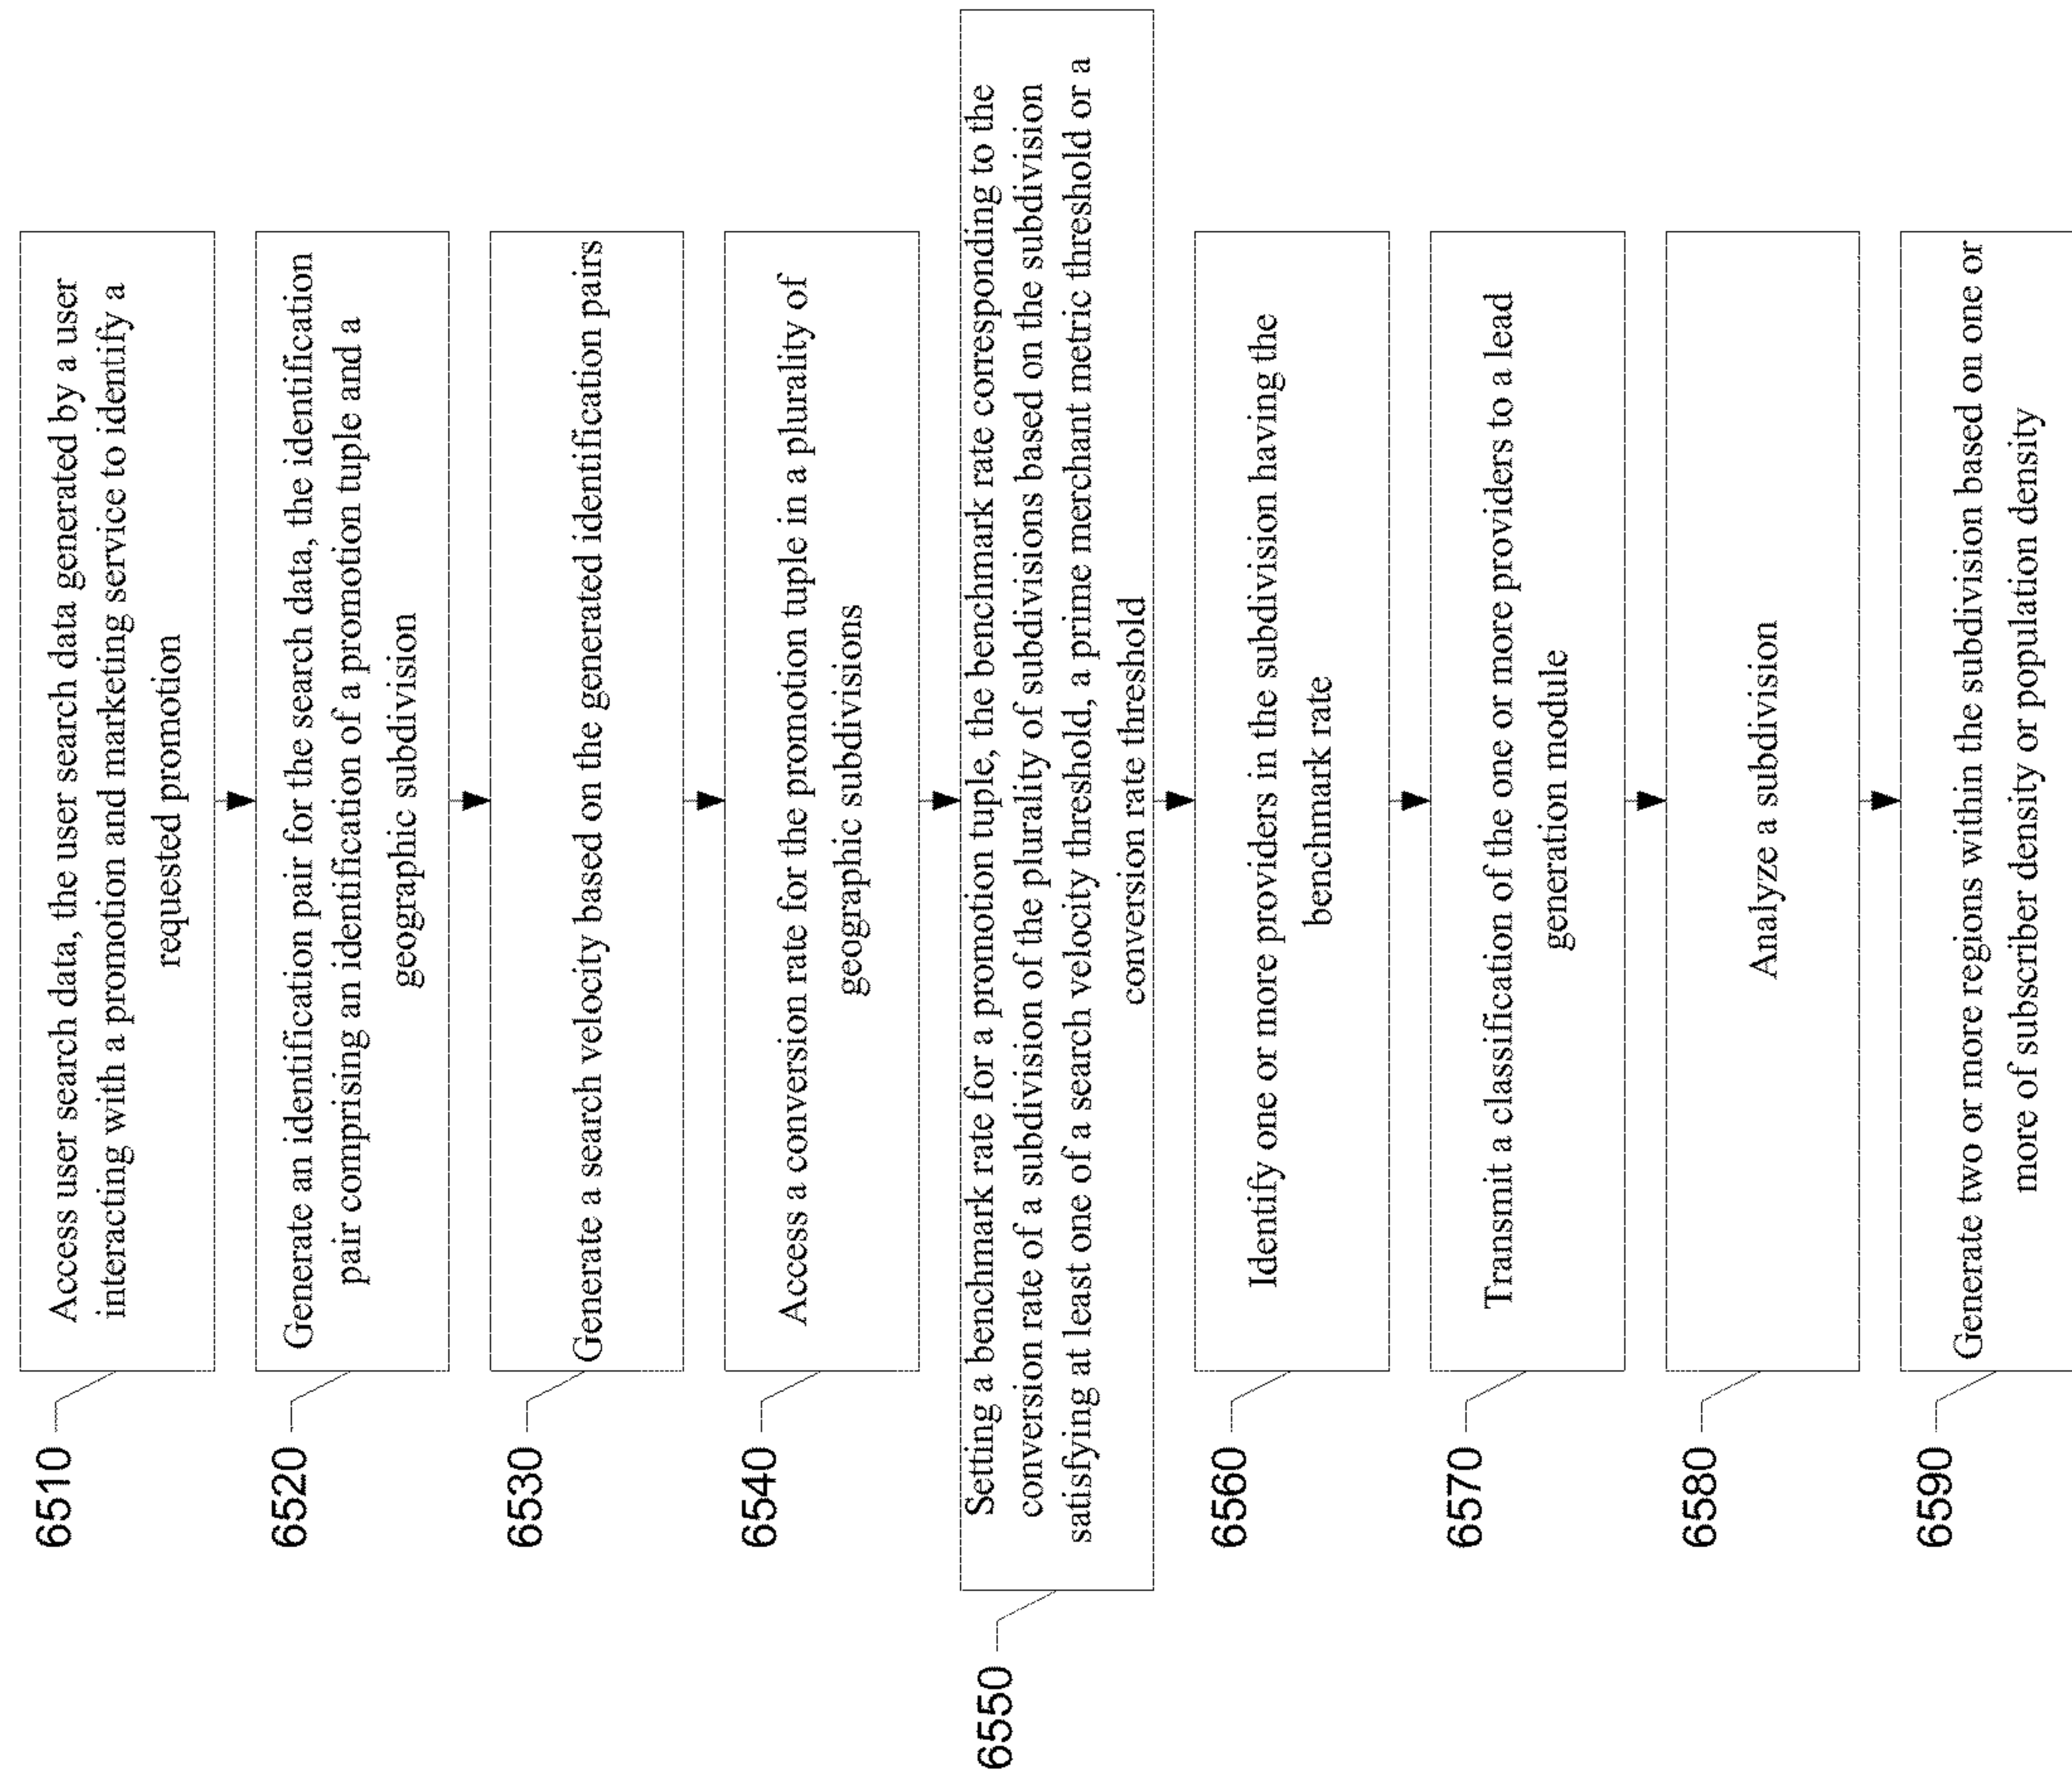 6510
Access user search data, the user search data generated by a user
interacting with a promotion and marketing service to identify a
requested promotion
6520
Generate an identification pair for the search data, the identification
pair comprising an identification of a promotion tuple and a
geographic subdivision
6530
Generate a search velocity based on the generated identification pairs
6540
Access a conversion rate for the promotion tuple in a plurality of
geographic subdivisions
6550
Setting a benchmark rate for a promotion tuple, the benchmark rate corresponding to the
conversion rate of a subdivision of the plurality of subdivisions based on the subdivision
satisfying at least one of a search velocity threshold, a prime merchant metric threshold or a
conversion rate threshold
6560
Identify one or more providers in the subdivision having the
benchmark rate
6570
Transmit a classification of the one or more providers to a lead
generation module
6580
Analyze a subdivision
6590
Generate two or more regions within the subdivision based on one or
more of subscriber density or population density